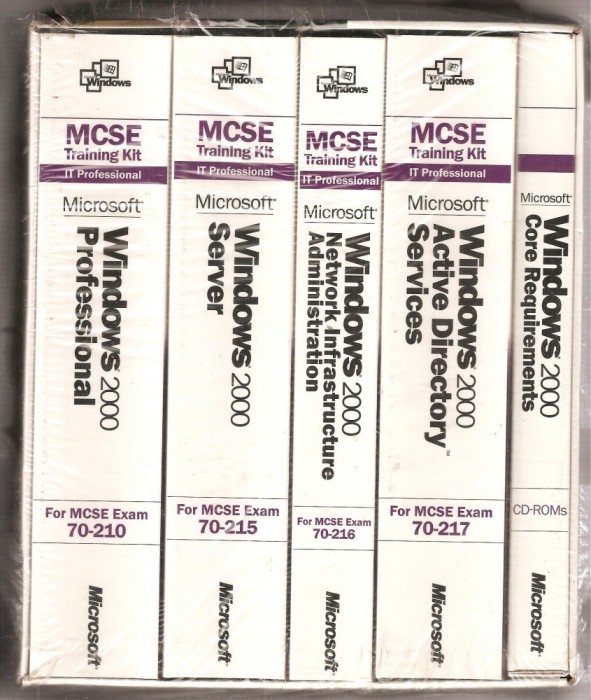 Windows
MCSE
Training Kit
IT Professional
Microsoft®
Windows® 2000
Professional
For MCSE Exam
70-210
Microsoft®
Windows
MCSE
Training Kit
IT Professional
Microsoft®
Windows® 2000
Server
For MCSE Exam
70-215
Microsoft®
Windows
MCSE
Training Kit
IT Professional
Microsoft®
Windows® 2000
Network Infrastructure
Administration
For MCSE Exam
70-216
Microsoft®
Windows
MCSE
Training Kit
IT Professional
Microsoft®
Windows® 2000
Active Directory™
Services
For MCSE Exam
70-217
Microsoft®
Microsoft®
Windows® 2000
Core Requirements
CD-ROMs
Microsoft®